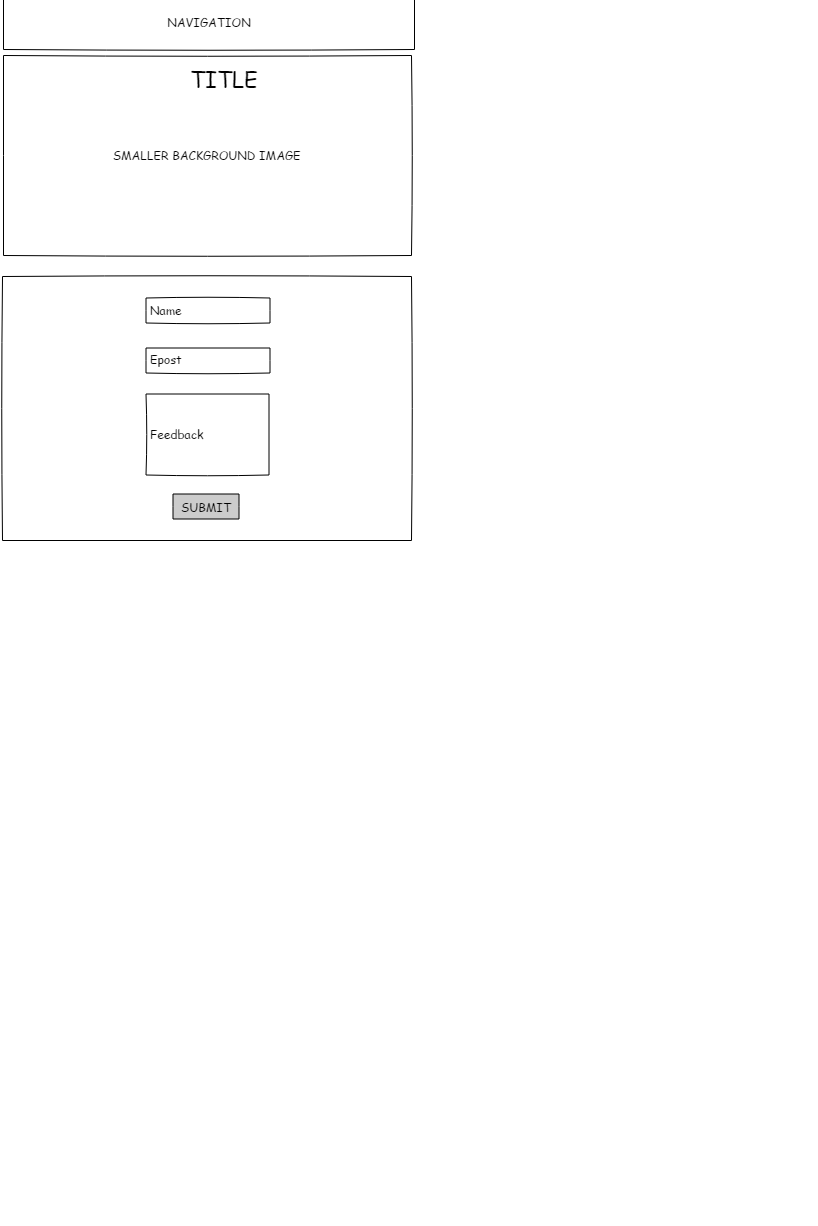 NAVIGATION
TITLE
SMALLER BACKGROUND IMAGE
Name
Epost
Feedback
SUBMIT